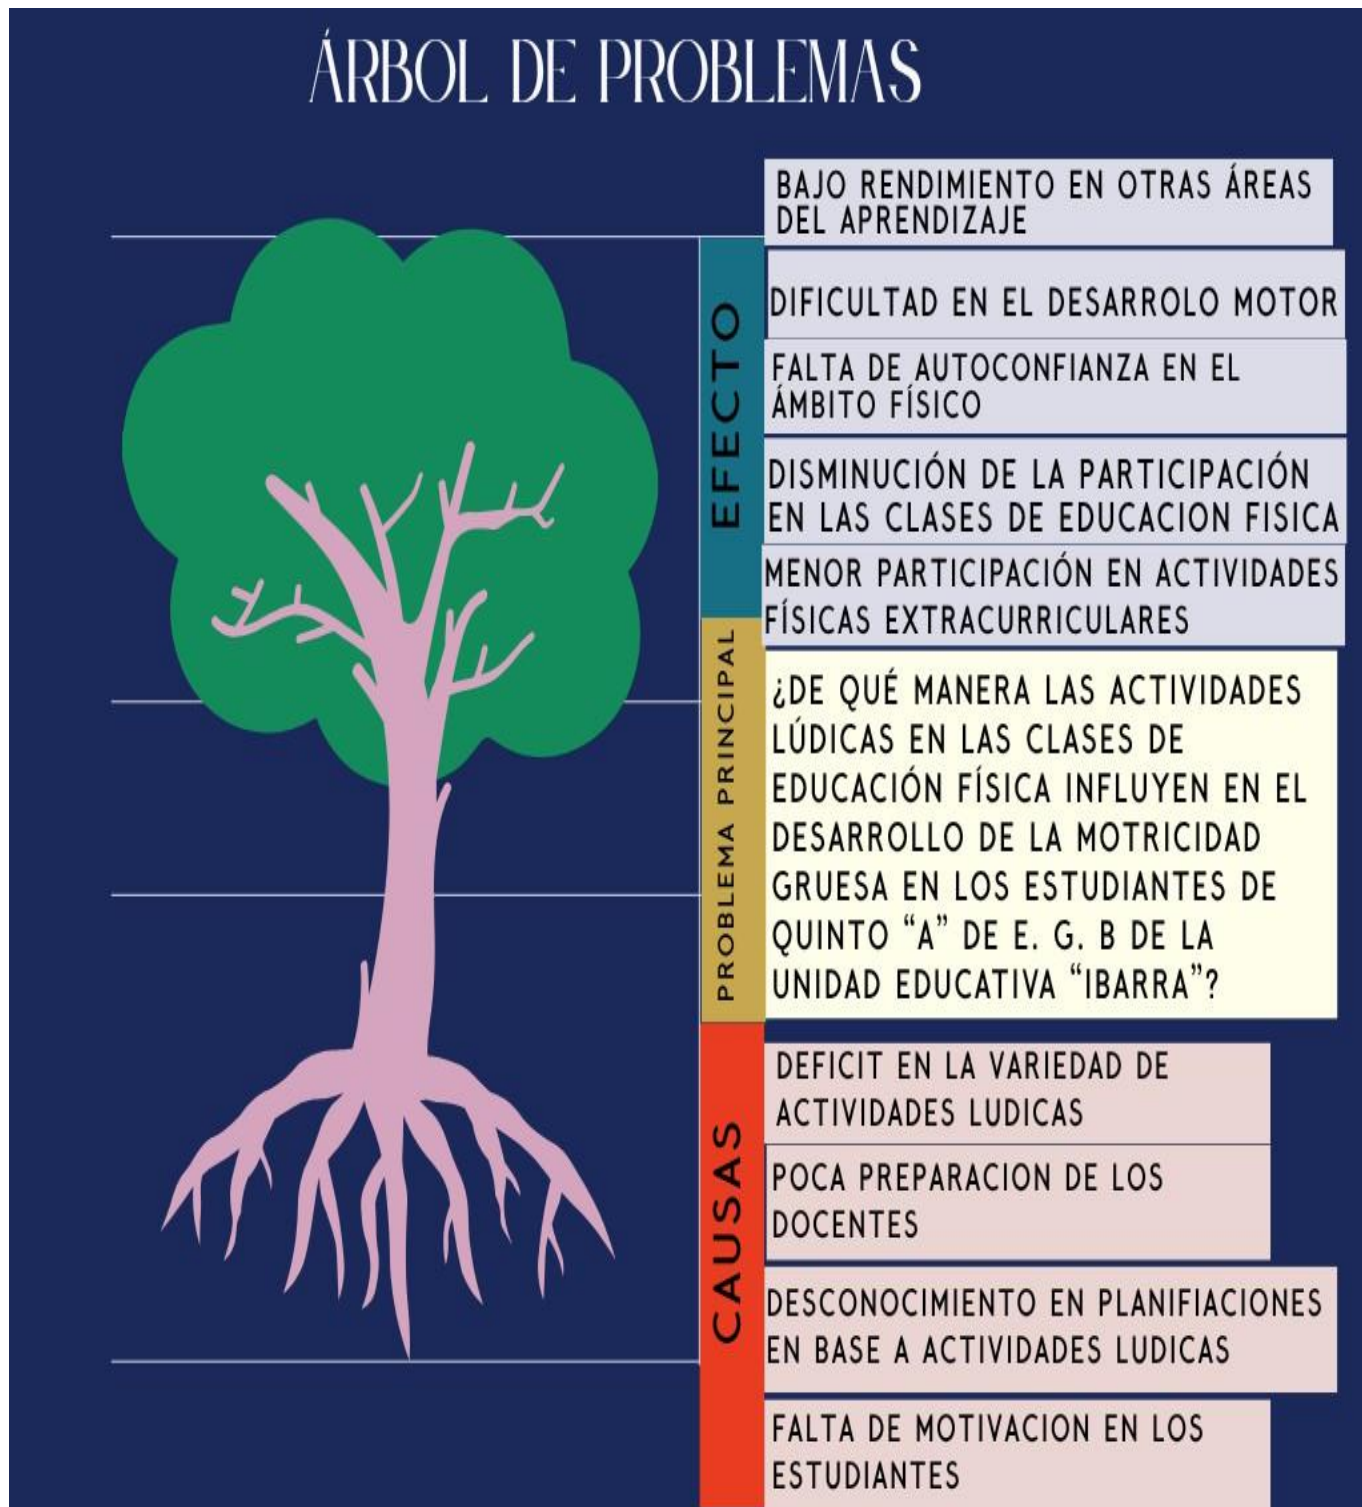 ÁRBOL DE PROBLEMAS
EFECTO
BAJO RENDIMIENTO EN OTRAS ÁREAS
DEL APRENDIZAJE
DIFICULTAD EN EL DESARROLO MOTOR
FALTA DE AUTOCONFIANZA EN EL
ÁMBITO FÍSICO
DISMINUCIÓN DE LA PARTICIPACIÓN
EN LAS CLASES DE EDUCACION FISICA
MENOR PARTICIPACIÓN EN ACTIVIDADES
FÍSICAS EXTRACURRICULARES
PROBLEMA PRINCIPAL
¿DE QUÉ MANERA LAS ACTIVIDADES
LÚDICAS EN LAS CLASES DE
EDUCACIÓN FÍSICA INFLUYEN EN EL
DESARROLLO DE LA MOTRICIDAD
GRUESA EN LOS ESTUDIANTES DE
QUINTO “A” DE E. G. B DE LA
UNIDAD EDUCATIVA “IBARRA”?
CAUSAS
DEFICIT EN LA VARIEDAD DE
ACTIVIDADES LUDICAS
POCA PREPARACION DE LOS
DOCENTES
DESCONOCIMIENTO EN PLANIFIACIONES
EN BASE A ACTIVIDADES LUDICAS
FALTA DE MOTIVACION EN LOS
ESTUDIANTES